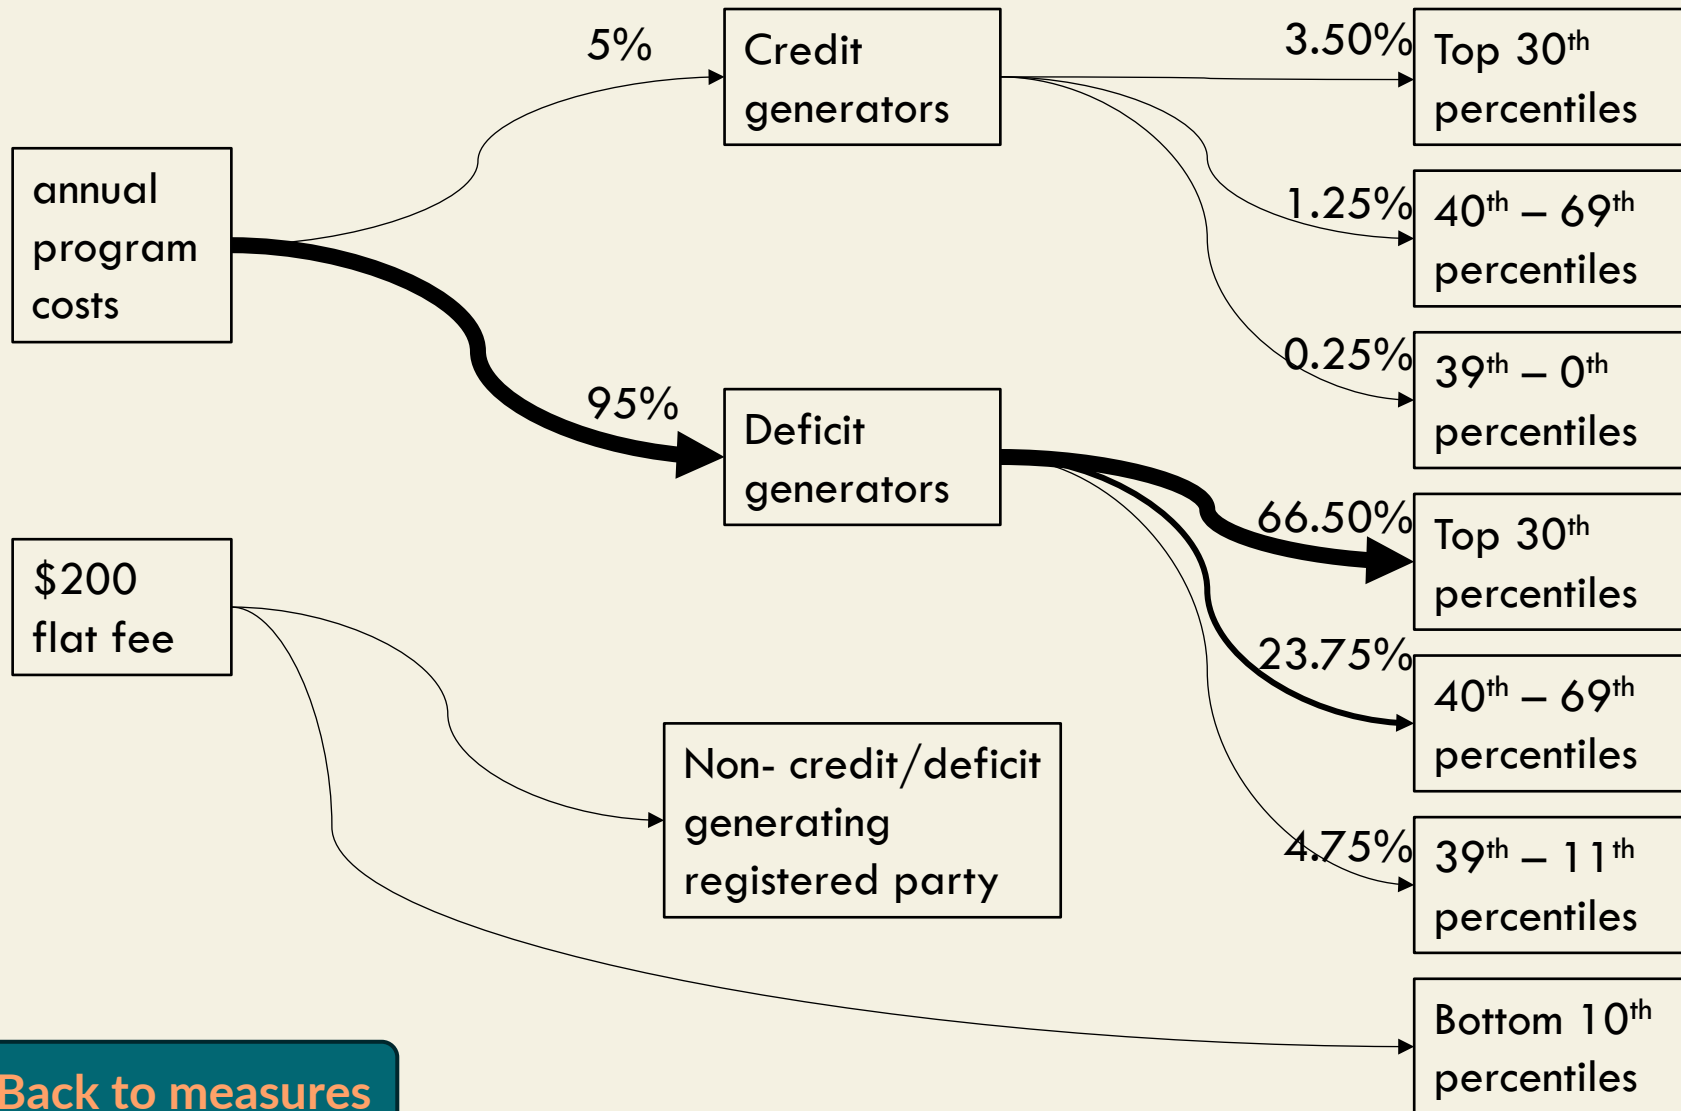 annual
program
costs
5%
95%
Credit
generators
3.50%
Top 30th
percentiles
1.25%
40th – 69th
percentiles
0.25%
39th – 0th
percentiles
Deficit
generators
66.50%
Top 30th
percentiles
23.75%
40th – 69th
percentiles
4.75%
39th – 11th
percentiles
$200
flat fee
Non- credit/deficit
generating
registered party
Bottom 10th
percentiles
Back to measures